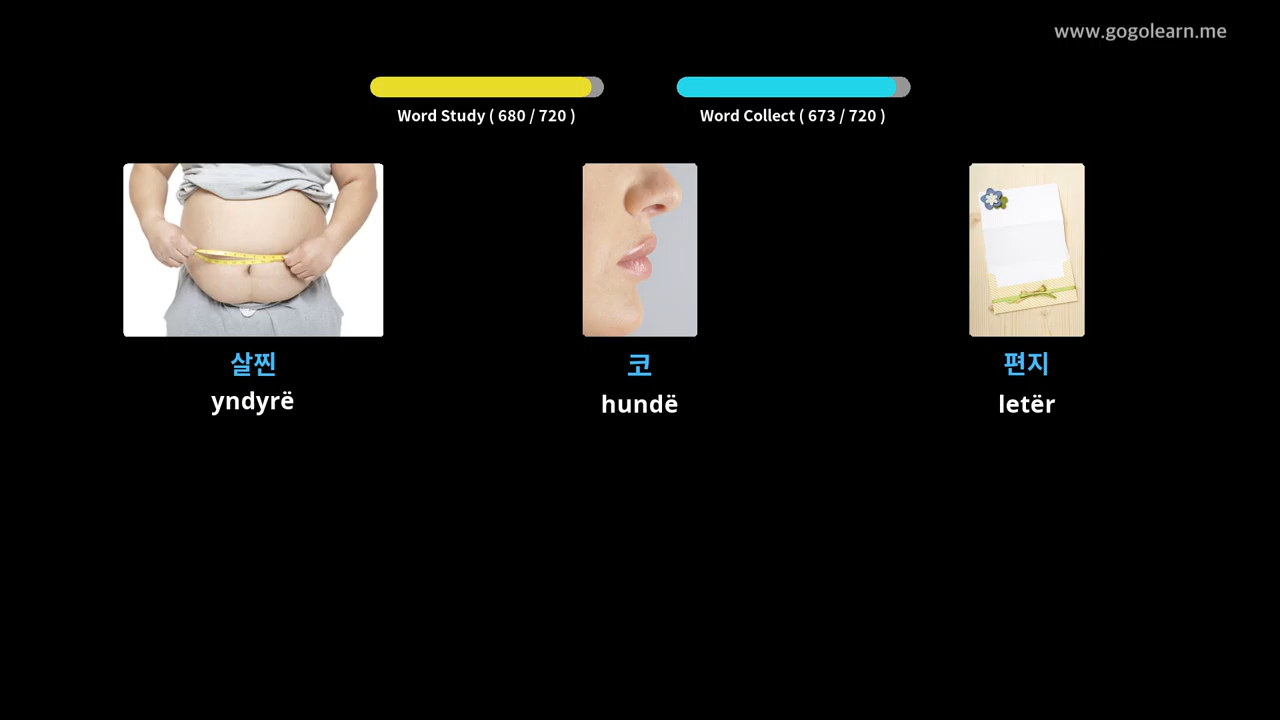 www.gogolearn.me
Word Study ( 680 / 720 )
Word Collect ( 673 / 720 )
살찐
코
편지
yndyrë
hundë
letër